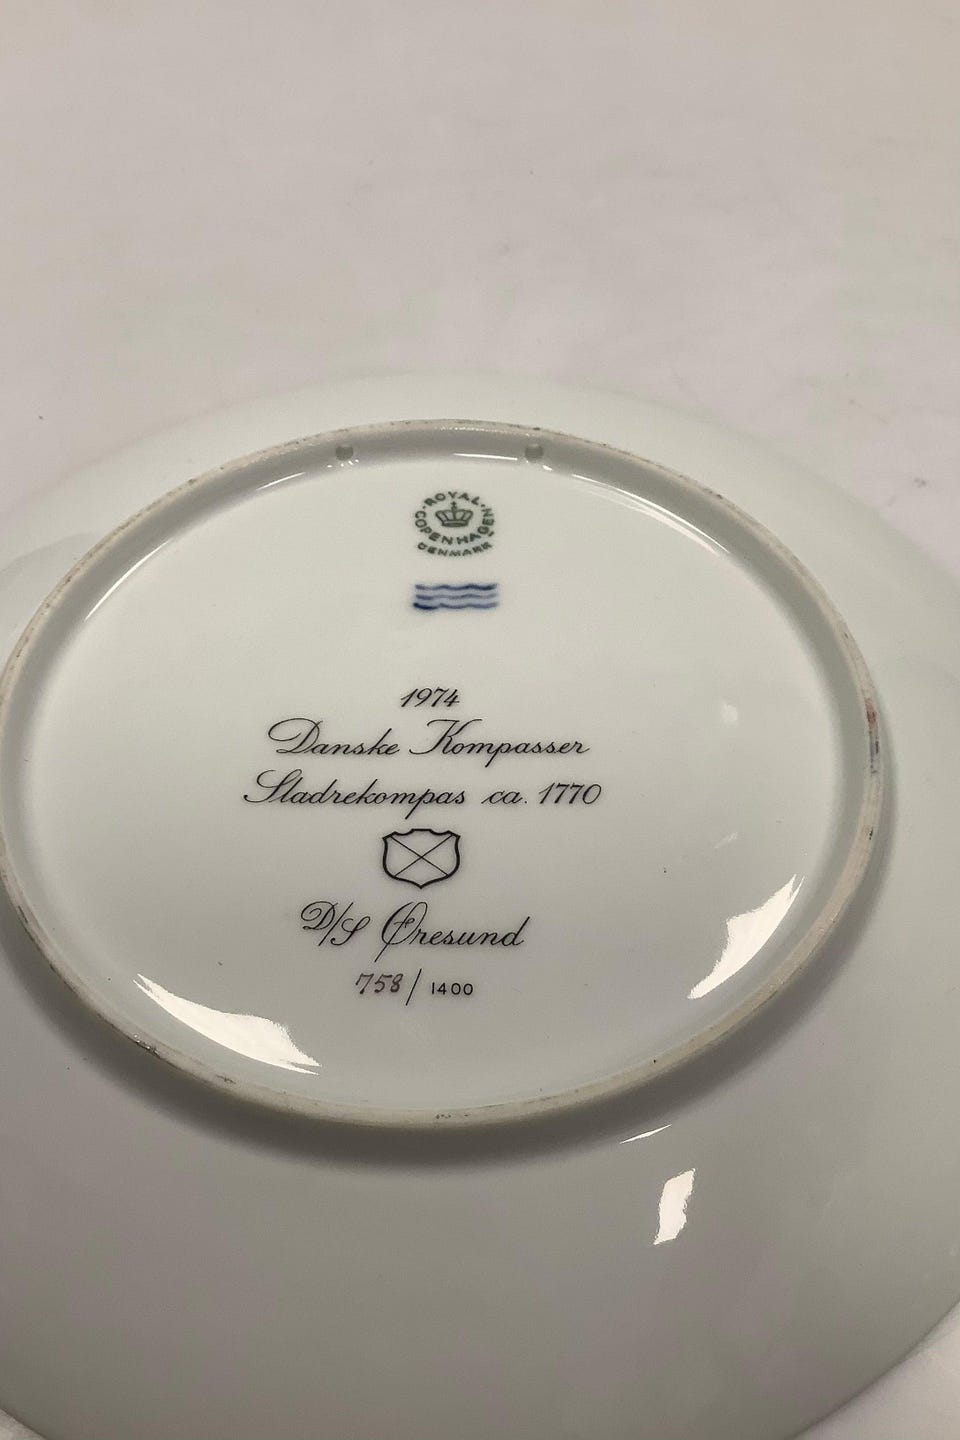 ROYAL
COPENHAGEN
DENMARK
1974
Danske Kompasser
Sladrekompas ca. 1770
D/S Øresund
758/1400